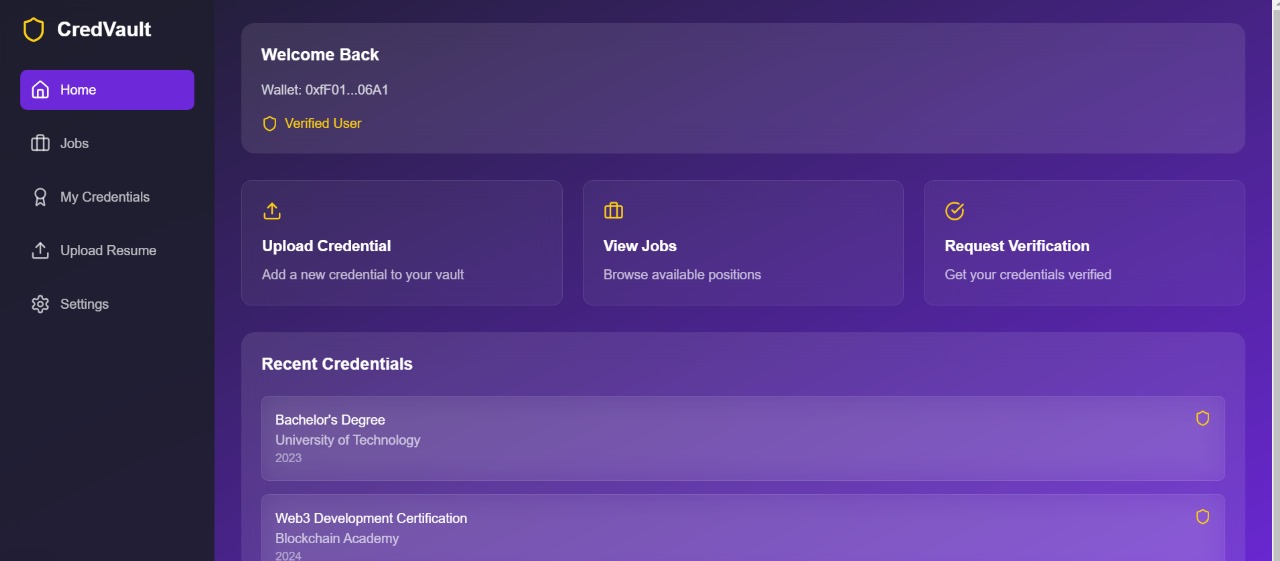 CredVault
Home
Jobs
My Credentials
Upload Resume
Settings
Welcome Back
Wallet: 0xfF01...06A1
Verified User
Upload Credential
Add a new credential to your vault
View Jobs
Browse available positions
Request Verification
Get your credentials verified
Recent Credentials
Bachelor's Degree
University of Technology
2023
Web3 Development Certification
Blockchain Academy
2024